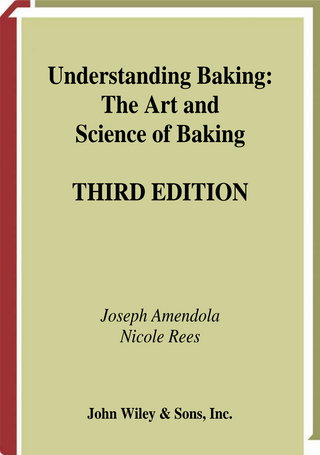 Understanding Baking:
The Art and
Science of Baking
THIRD EDITION
Joseph Amendola
Nicole Rees
John Wiley & Sons, Inc.